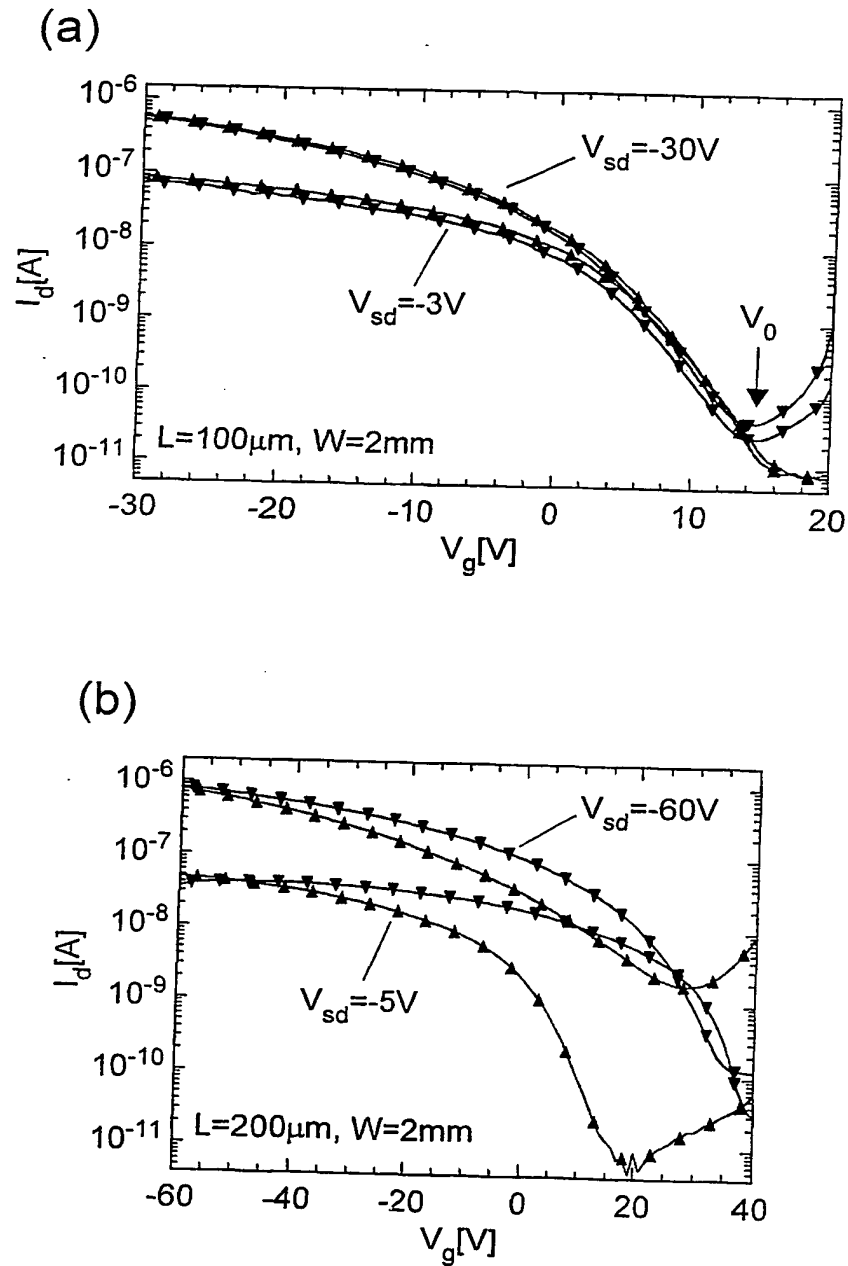 (a)
10⁻⁶
10⁻⁷
10⁻⁸
10⁻⁹
10⁻¹⁰
10⁻¹¹
I_d[A]
V_sd=-30V
V_sd=-3V
V₀
L=100μm, W=2mm
-30 -20 -10 0 10 20
V_g[V]
(b)
10⁻⁶
10⁻⁷
10⁻⁸
10⁻⁹
10⁻¹⁰
10⁻¹¹
I_d[A]
V_sd=-60V
V_sd=-5V
L=200μm, W=2mm
-60 -40 -20 0 20 40
V_g[V]